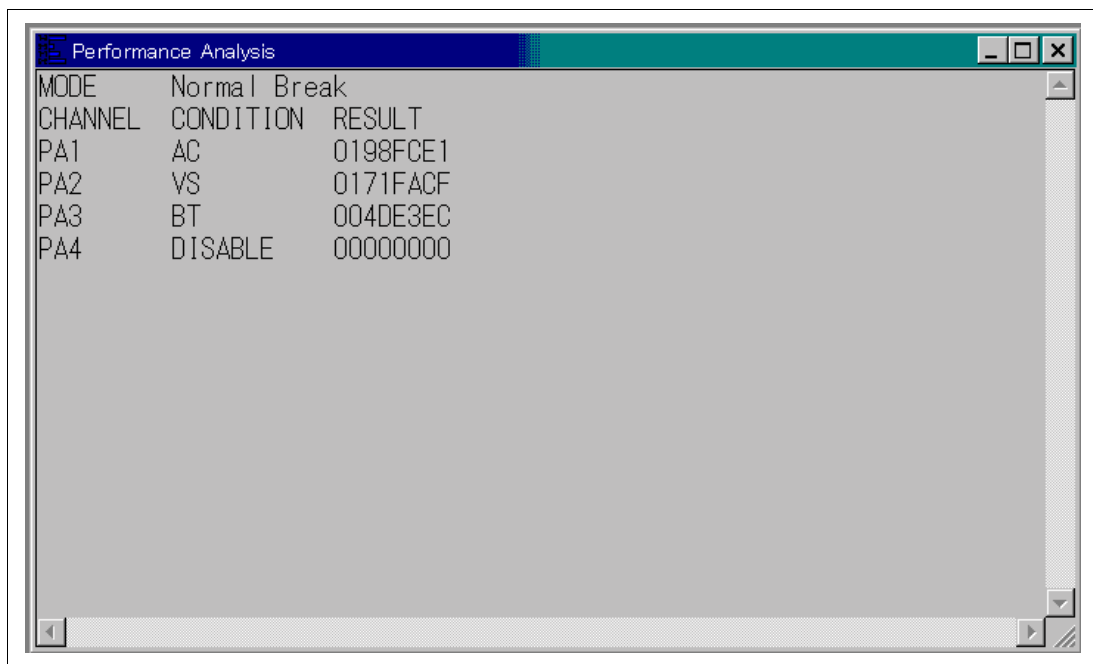 Performance Analysis
MODE Normal Break
CHANNEL CONDITION RESULT
PA1 AC 0198FCE1
PA2 VS 0171FACF
PA3 BT 004DE3EC
PA4 DISABLE 00000000